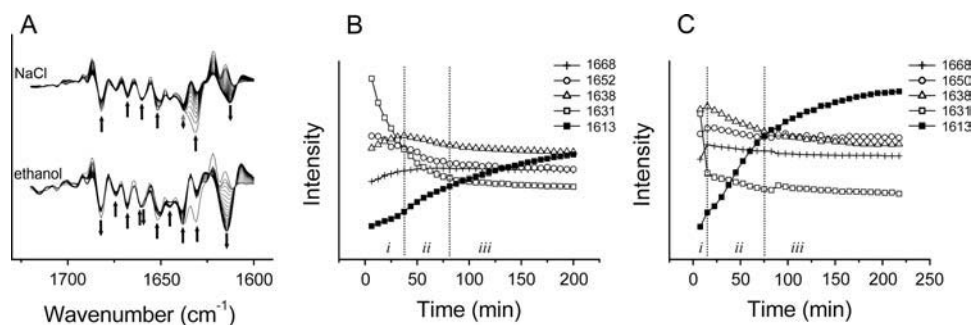 A
NaCl
ethanol
1700 1650 1600
Wavenumber (cm-1)
B
1668
1652
1638
1631
1613
Intensity
i ii iii
0 50 100 150 200
Time (min)
C
1668
1650
1638
1631
1613
Intensity
i ii iii
0 50 100 150 200 250
Time (min)